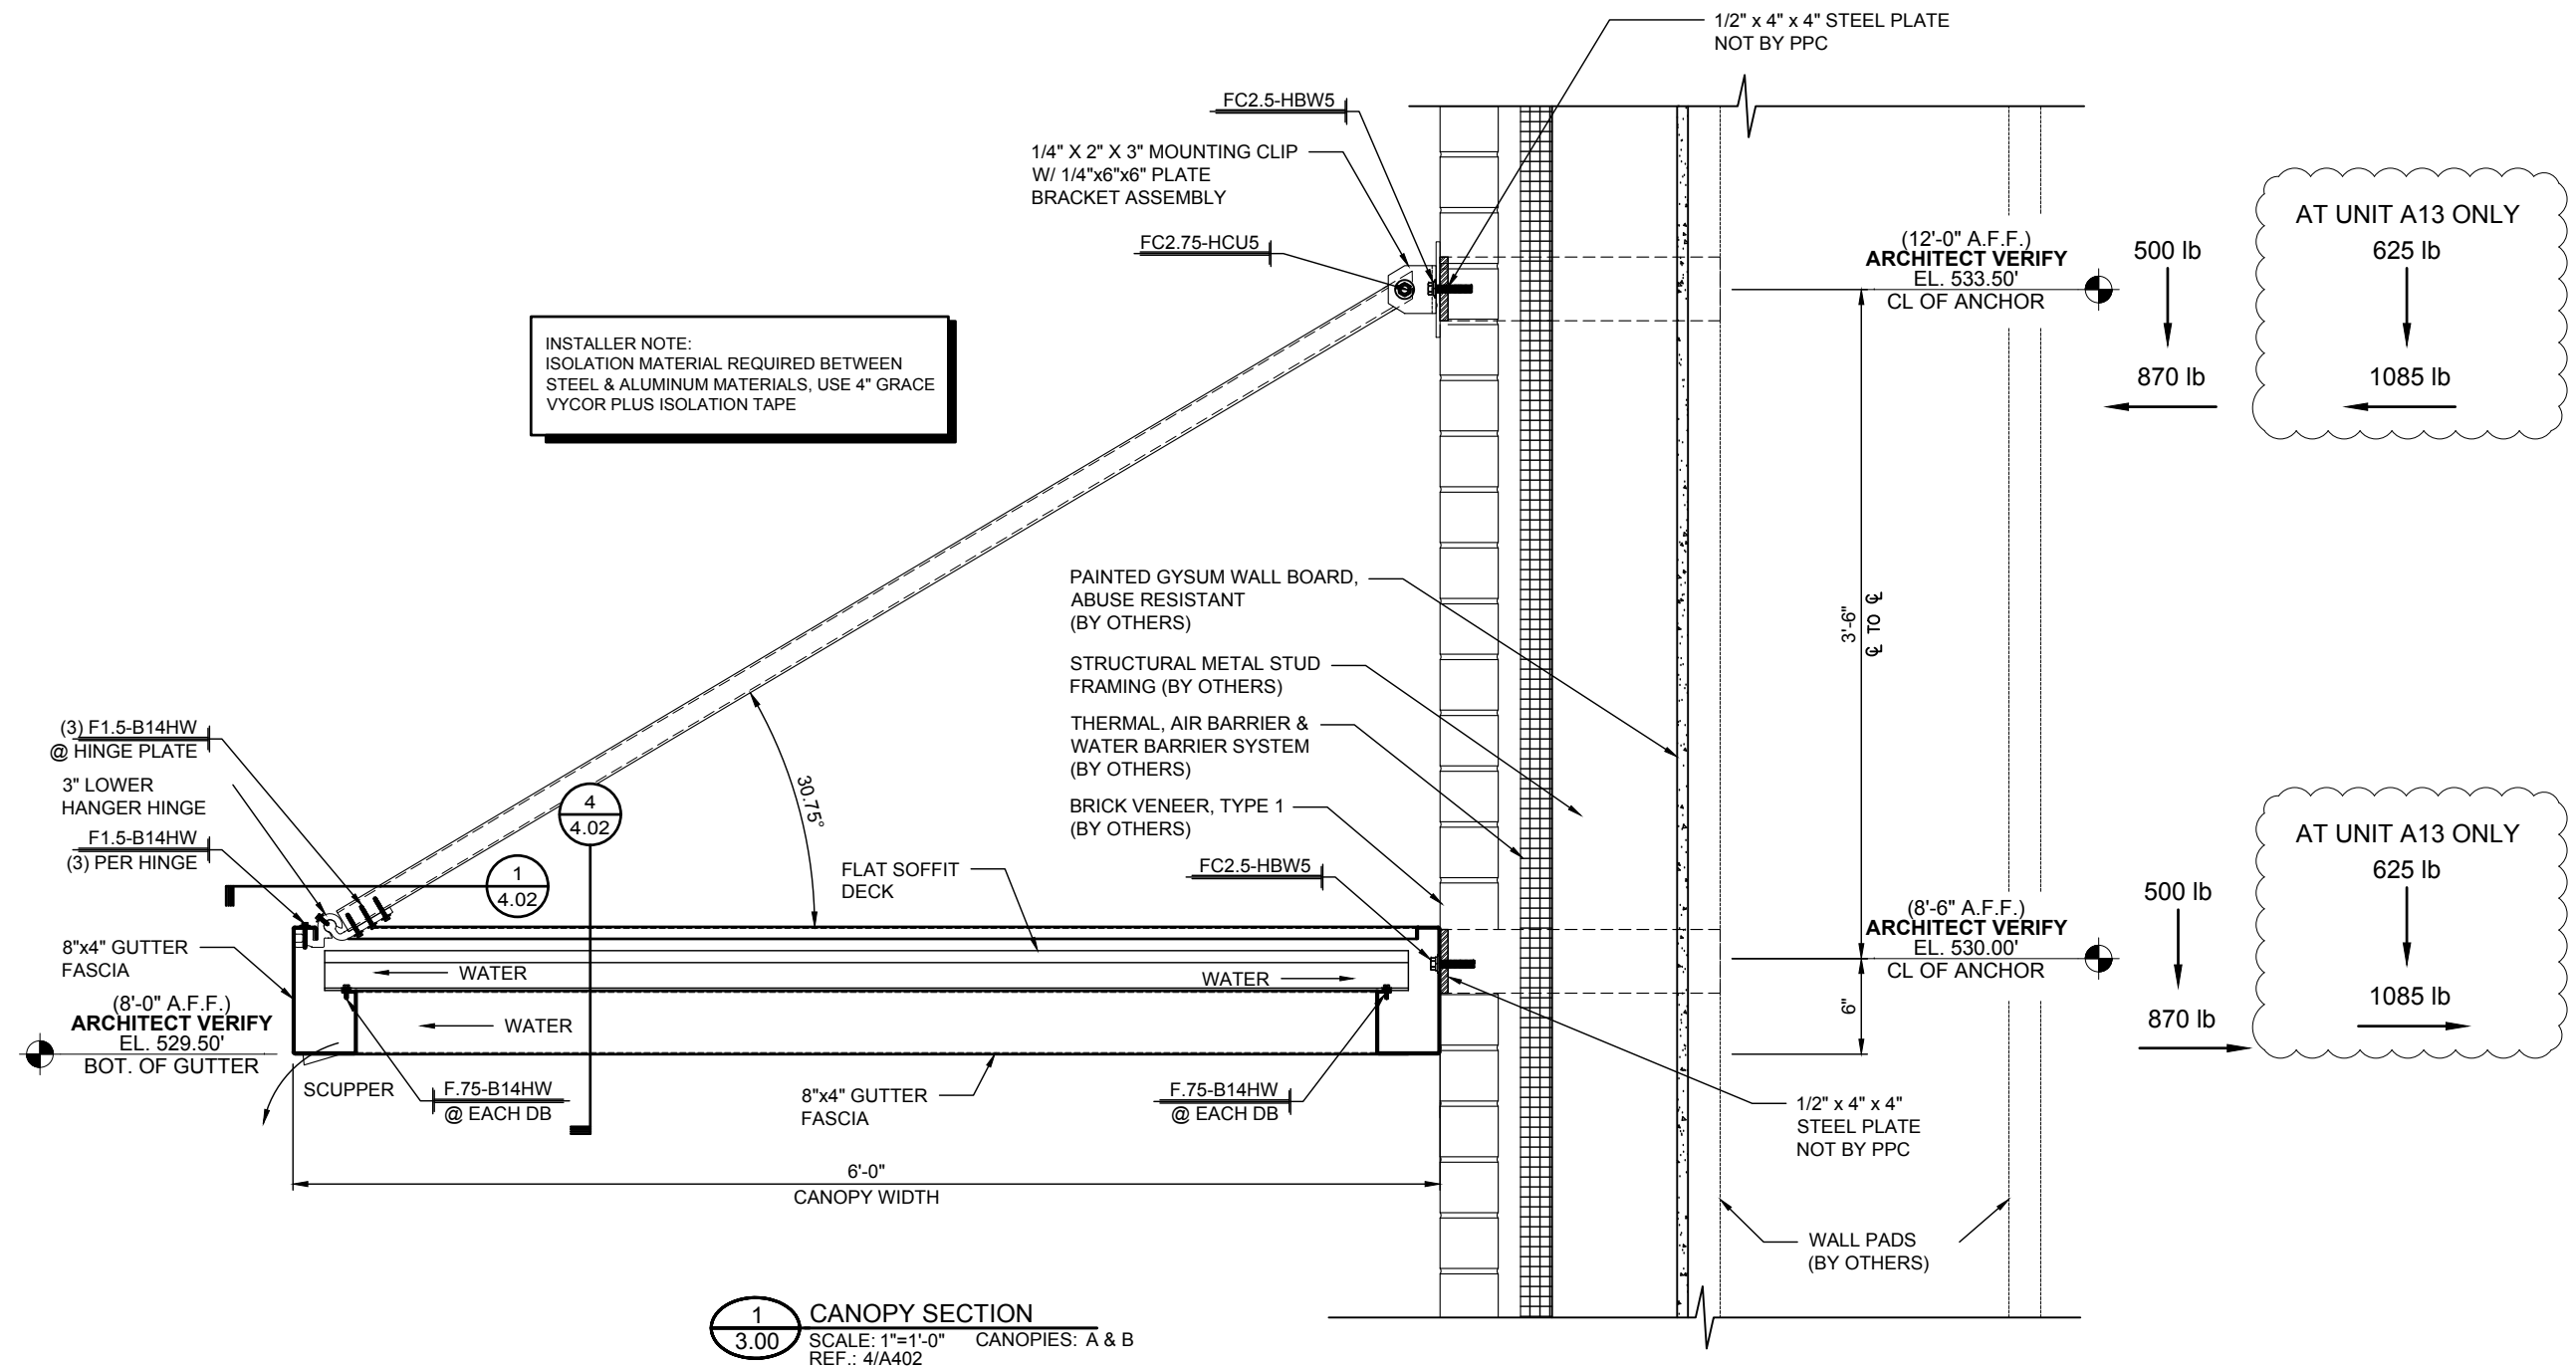 1/2" x 4" x 4" STEEL PLATE
NOT BY PPC
FC2.5-HBW5
1/4" X 2" X 3" MOUNTING CLIP
W/ 1/4"x6"x6" PLATE
BRACKET ASSEMBLY
FC2.75-HCU5
(12'-0" A.F.F.)
ARCHITECT VERIFY
EL. 533.50'
CL OF ANCHOR
500 lb
870 lb
AT UNIT A13 ONLY
625 lb
1085 lb
INSTALLER NOTE:
ISOLATION MATERIAL REQUIRED BETWEEN
STEEL & ALUMINUM MATERIALS, USE 4" GRACE
VYCOR PLUS ISOLATION TAPE
PAINTED GYSUM WALL BOARD,
ABUSE RESISTANT
(BY OTHERS)
STRUCTURAL METAL STUD
FRAMING (BY OTHERS)
THERMAL, AIR BARRIER &
WATER BARRIER SYSTEM
(BY OTHERS)
BRICK VENEER, TYPE 1
(BY OTHERS)
FC2.5-HBW5
3'-6"
℄ TO ℄
(3) F1.5-B14HW
@ HINGE PLATE
3" LOWER
HANGER HINGE
F1.5-B14HW
(3) PER HINGE
8"x4" GUTTER
FASCIA
(8'-0" A.F.F.)
ARCHITECT VERIFY
EL. 529.50'
BOT. OF GUTTER
4
4.02
1
4.02
30.75°
FLAT SOFFIT
DECK
WATER
WATER
WATER
SCUPPER
F.75-B14HW
@ EACH DB
8"x4" GUTTER
FASCIA
F.75-B14HW
@ EACH DB
(8'-6" A.F.F.)
ARCHITECT VERIFY
EL. 530.00'
CL OF ANCHOR
6"
500 lb
870 lb
AT UNIT A13 ONLY
625 lb
1085 lb
1/2" x 4" x 4"
STEEL PLATE
NOT BY PPC
6'-0"
CANOPY WIDTH
WALL PADS
(BY OTHERS)
1
3.00
CANOPY SECTION
SCALE: 1"=1'-0" CANOPIES: A & B
REF.: 4/A402